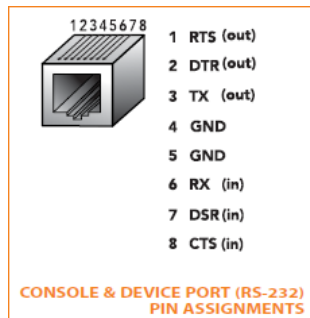 12345678
1 RTS (out)
2 DTR (out)
3 TX (out)
4 GND
5 GND
6 RX (in)
7 DSR (in)
8 CTS (in)
CONSOLE & DEVICE PORT (RS-232)
PIN ASSIGNMENTS